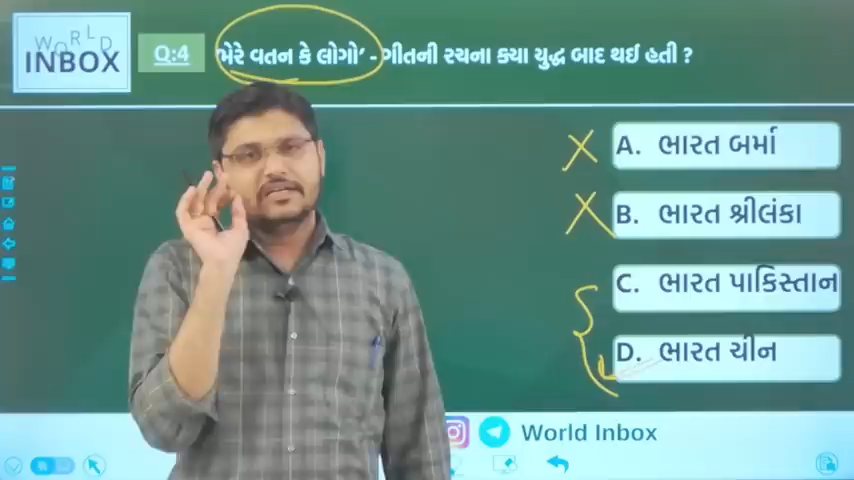 WORLD
INBOX
Q:4
'મેરે વતન કે લોગો' - ગીતની રચના ક્યા યુદ્ધ બાદ થઈ હતી ?
A. ભારત બર્મા
B. ભારત શ્રીલંકા
C. ભારત પાકિસ્તાન
D. ભારત ચીન
World Inbox